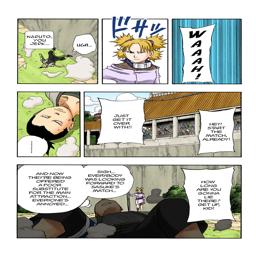 WAAAH!
UGH...
NARUTO,
YOU
JERK...
HEY!
START
THE
MATCH,
ALREADY!
JUST
GET IT
OVER
WITH!!
HOW
LONG
ARE YOU
GONNA
LIE
THERE?
GET UP,
KID!
SIGH...
EVERYBODY
WAS LOOKING
FORWARD TO
SASUKE'S
MATCH.
AND NOW
THEY'RE
BEING
OFFERED
A POOR
SUBSTITUTE
FOR THE MAIN
ATTRACTION...
EVERYONE'S
ANNOYED...